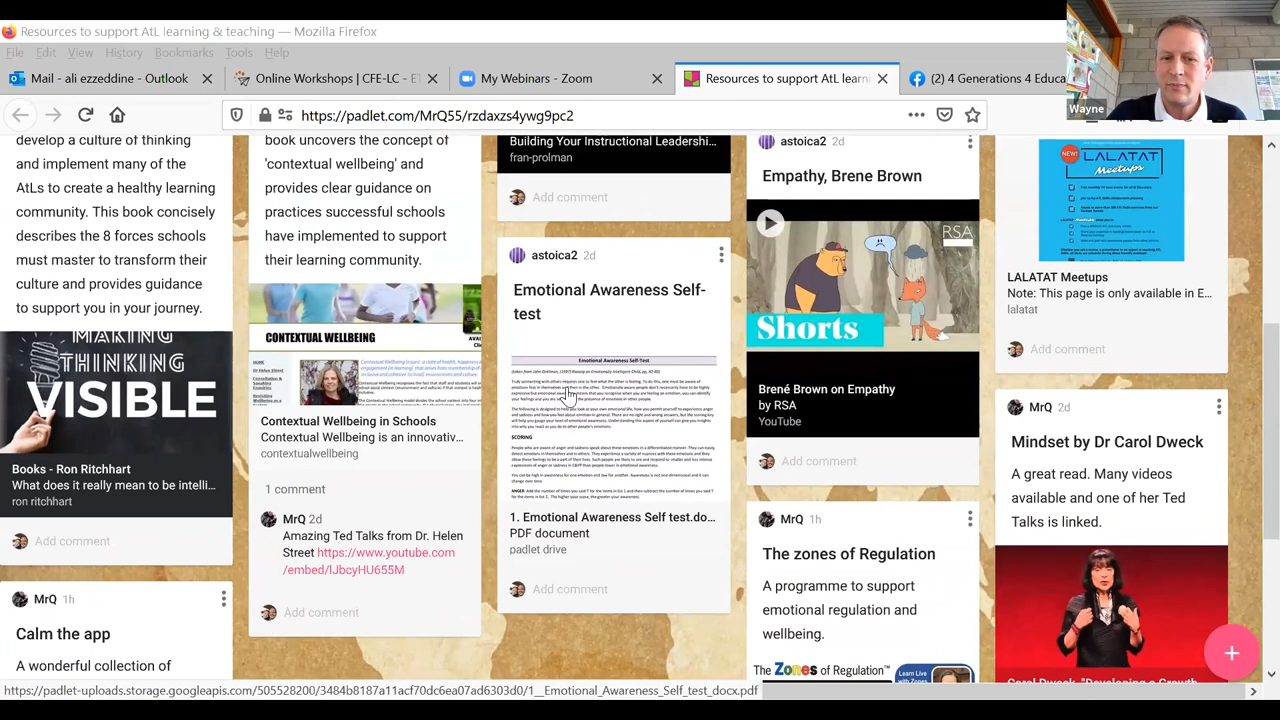 Resources to support AtL learning & teaching — Mozilla Firefox
File Edit View History Bookmarks Tools Help
Mail - ali ezzeddine - Outlook
Online Workshops | CFE-LC - E
My Webinars - Zoom
Resources to support AtL learni
(2) 4 Generations 4 Educa
Wayne
https://padlet.com/MrQ55/rzdaxzs4ywg9pc2
develop a culture of thinking
and implement many of the
ATLs to create a healthy learning
community. This book concisely
describes the 8 forces schools
must master to transform their
culture and provides guidance
to support you in your journey.
MAKING
THINKING
VISIBLE
Books - Ron Ritchhart
What does it really mean to be intelli...
ron ritchhart
Add comment
MrQ 1h
Calm the app
A wonderful collection of
book uncovers the concept of
'contextual wellbeing' and
provides clear guidance on
practices successful schools
have implemented to support
their learning community.
CONTEXTUAL WELLBEING
Contextual Wellbeing in Schools
Contextual Wellbeing is an innovativ...
contextualwellbeing
1 comment
MrQ 2d
Amazing Ted Talks from Dr. Helen
Street https://www.youtube.com
/embed/lJbcyHU655M
Add comment
Building Your Instructional Leadershi...
fran-prolman
Add comment
astoica2 2d
Emotional Awareness Self-
test
Emotional Awareness Self-Test
SCORING
1. Emotional Awareness Self test.do...
PDF document
padlet drive
Add comment
astoica2 2d
Empathy, Brene Brown
RSA
Shorts
Brené Brown on Empathy
by RSA
YouTube
Add comment
MrQ 1h
The zones of Regulation
A programme to support
emotional regulation and
wellbeing.
The Zones of Regulation™
Learn Live
with Zones
NEW!
LALATAT
Meetups
LALATAT Meetups
Note: This page is only available in E...
lalatat
Add comment
MrQ 2d
Mindset by Dr Carol Dweck
A great read. Many videos
available and one of her Ted
Talks is linked.
Carol Dweck, "Developing a Growth
https://padlet-uploads.storage.googleapis.com/505528200/3484b8187a11acf70dc6ea07ad6303d0/1__Emotional_Awareness_Self_test_docx.pdf